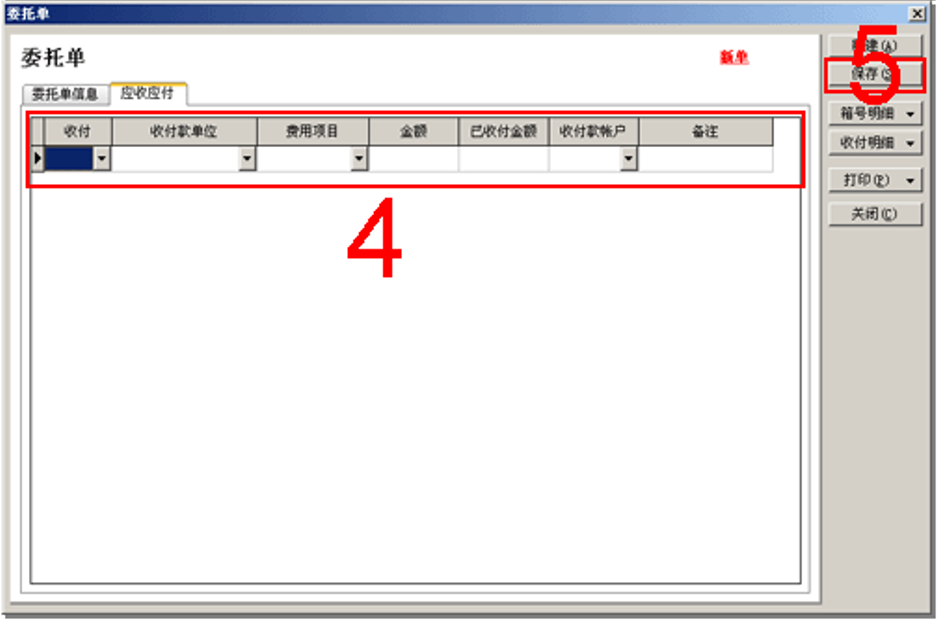 委托单
委托单
新单
委托单信息 应收应付
收付 收付款单位 费用项目 金额 已收付金额 收付款帐户 备注
4
5
新建(A)
保存(S
箱号明细
收付明细
打印(P)
关闭(C)